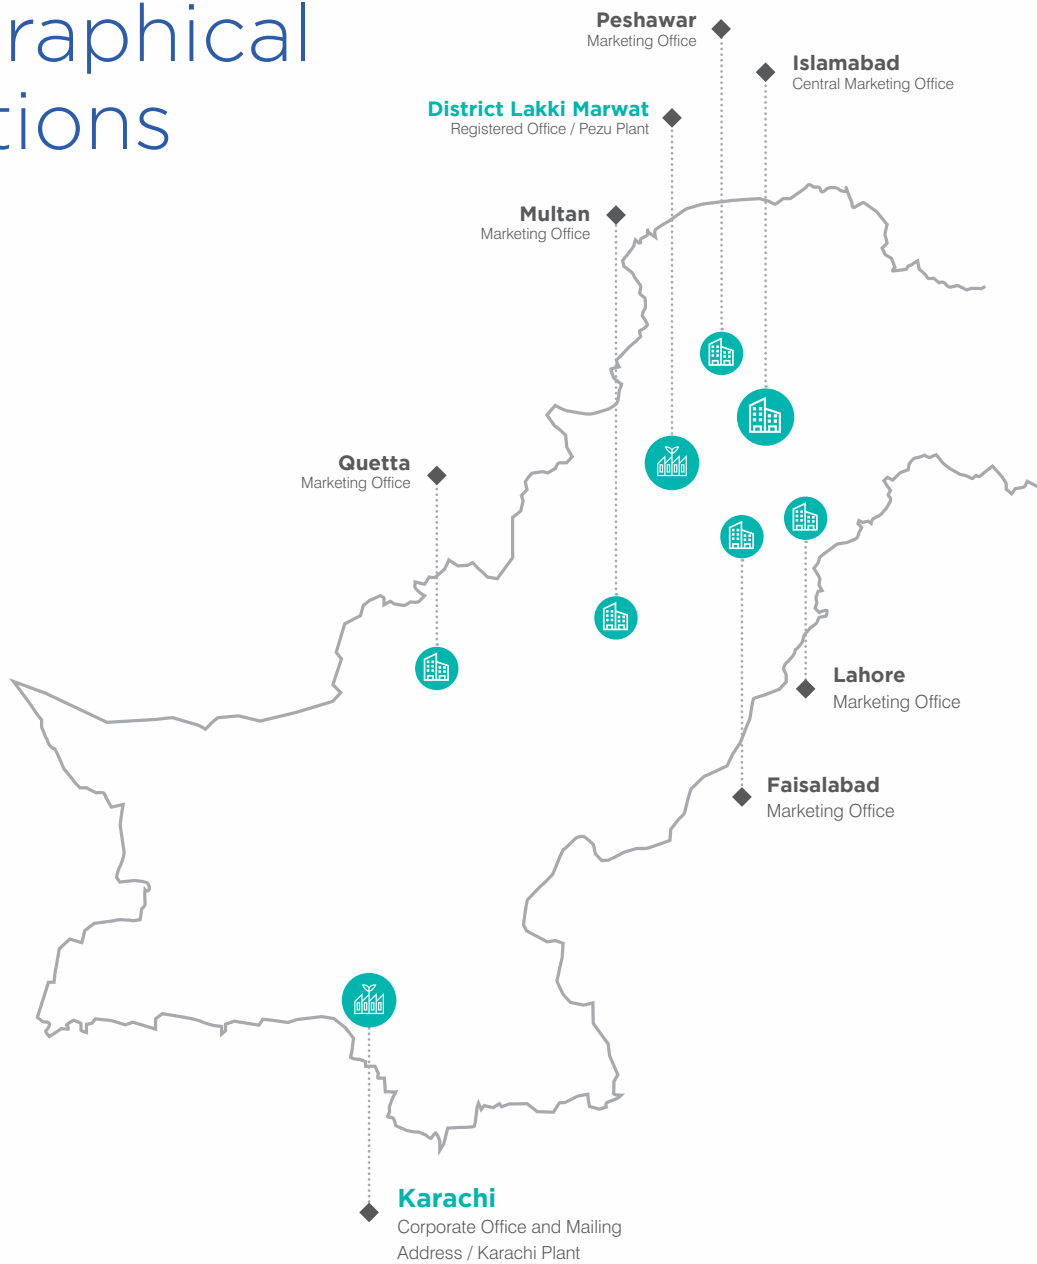 raphical
tions
Peshawar
Marketing Office
Islamabad
Central Marketing Office
District Lakki Marwat
Registered Office / Pezu Plant
Multan
Marketing Office
Quetta
Marketing Office
Lahore
Marketing Office
Faisalabad
Marketing Office
Karachi
Corporate Office and Mailing
Address / Karachi Plant